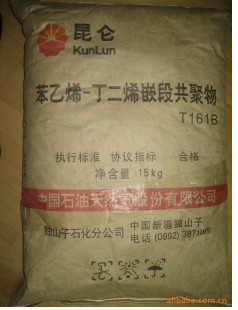 昆仑
KunLun
苯乙烯-丁二烯嵌段共聚物
T161B
执行标准 协议指标 合格
净含量 15kg
中国石油天然气股份有限公司
独山子石化分公司
中国新疆独山子
电话(0992)
alibaba.com.cn